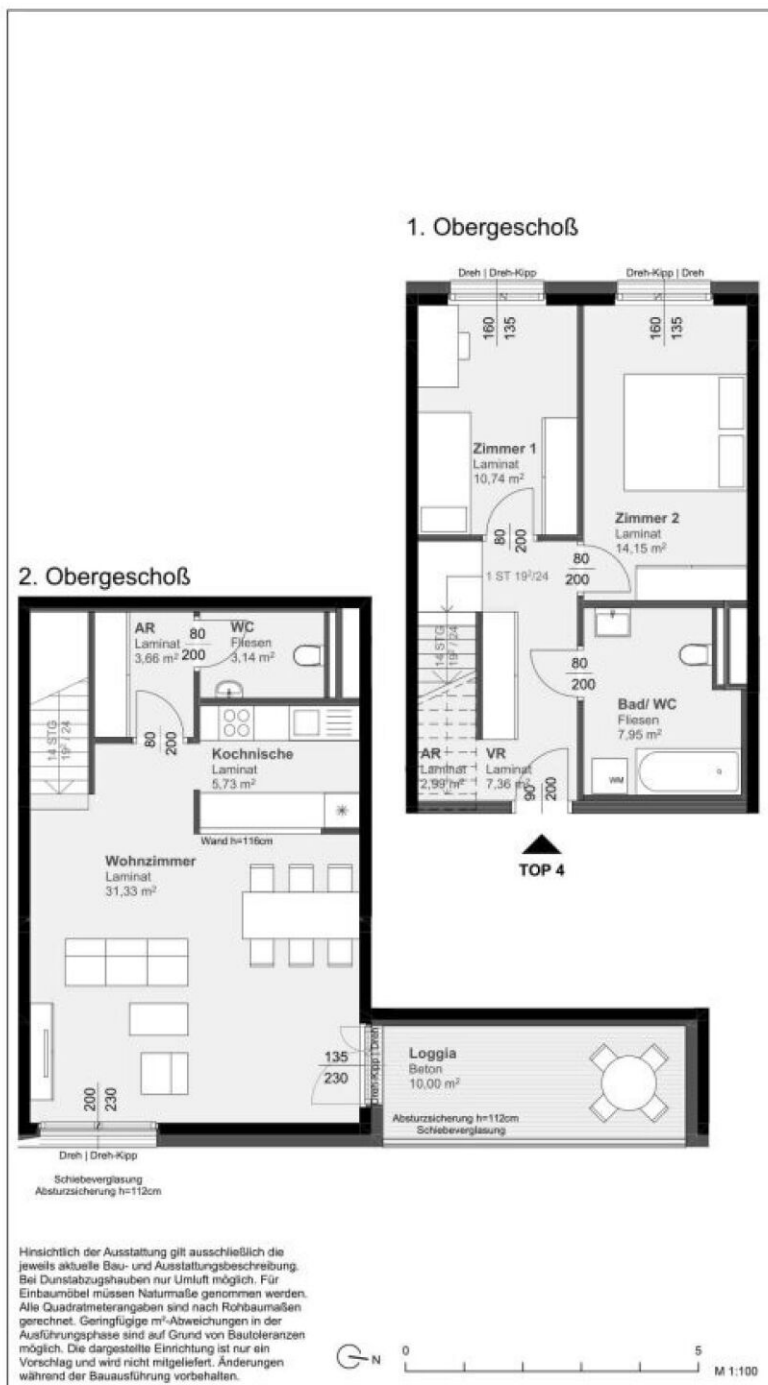 1. Obergeschoß
Dreh | Dreh-Kipp
Dreh-Kipp | Dreh
160
135
160
135
Zimmer 1
Laminat
10,74 m²
Zimmer 2
Laminat
14,15 m²
80
200
80
200
1 ST 19²/24
14 STG
19² / 24
80
200
Bad/ WC
Fliesen
7,95 m²
AR
Laminat
2,99 m²
VR
Laminat
7,36 m²
90
200
WM
TOP 4
2. Obergeschoß
AR
Laminat
3,66 m²
80
200
WC
Fliesen
3,14 m²
14 STG
19² / 24
80
200
Kochnische
Laminat
5,73 m²
Wand h=116cm
Wohnzimmer
Laminat
31,33 m²
135
230
Dreh-Kipp | Dreh
Loggia
Beton
10,00 m²
Absturzsicherung h=112cm
Schiebeverglasung
200
230
Dreh | Dreh-Kipp
Schiebeverglasung
Absturzsicherung h=112cm
Hinsichtlich der Ausstattung gilt ausschließlich die
jeweils aktuelle Bau- und Ausstattungsbeschreibung.
Bei Dunstabzugshauben nur Umluft möglich. Für
Einbaumöbel müssen Naturmaße genommen werden.
Alle Quadratmeterangaben sind nach Rohbaumaßen
gerechnet. Geringfügige m²-Abweichungen in der
Ausführungsphase sind auf Grund von Bautoleranzen
möglich. Die dargestellte Einrichtung ist nur ein
Vorschlag und wird nicht mitgeliefert. Änderungen
während der Bauausführung vorbehalten.
N
0
5
M 1:100